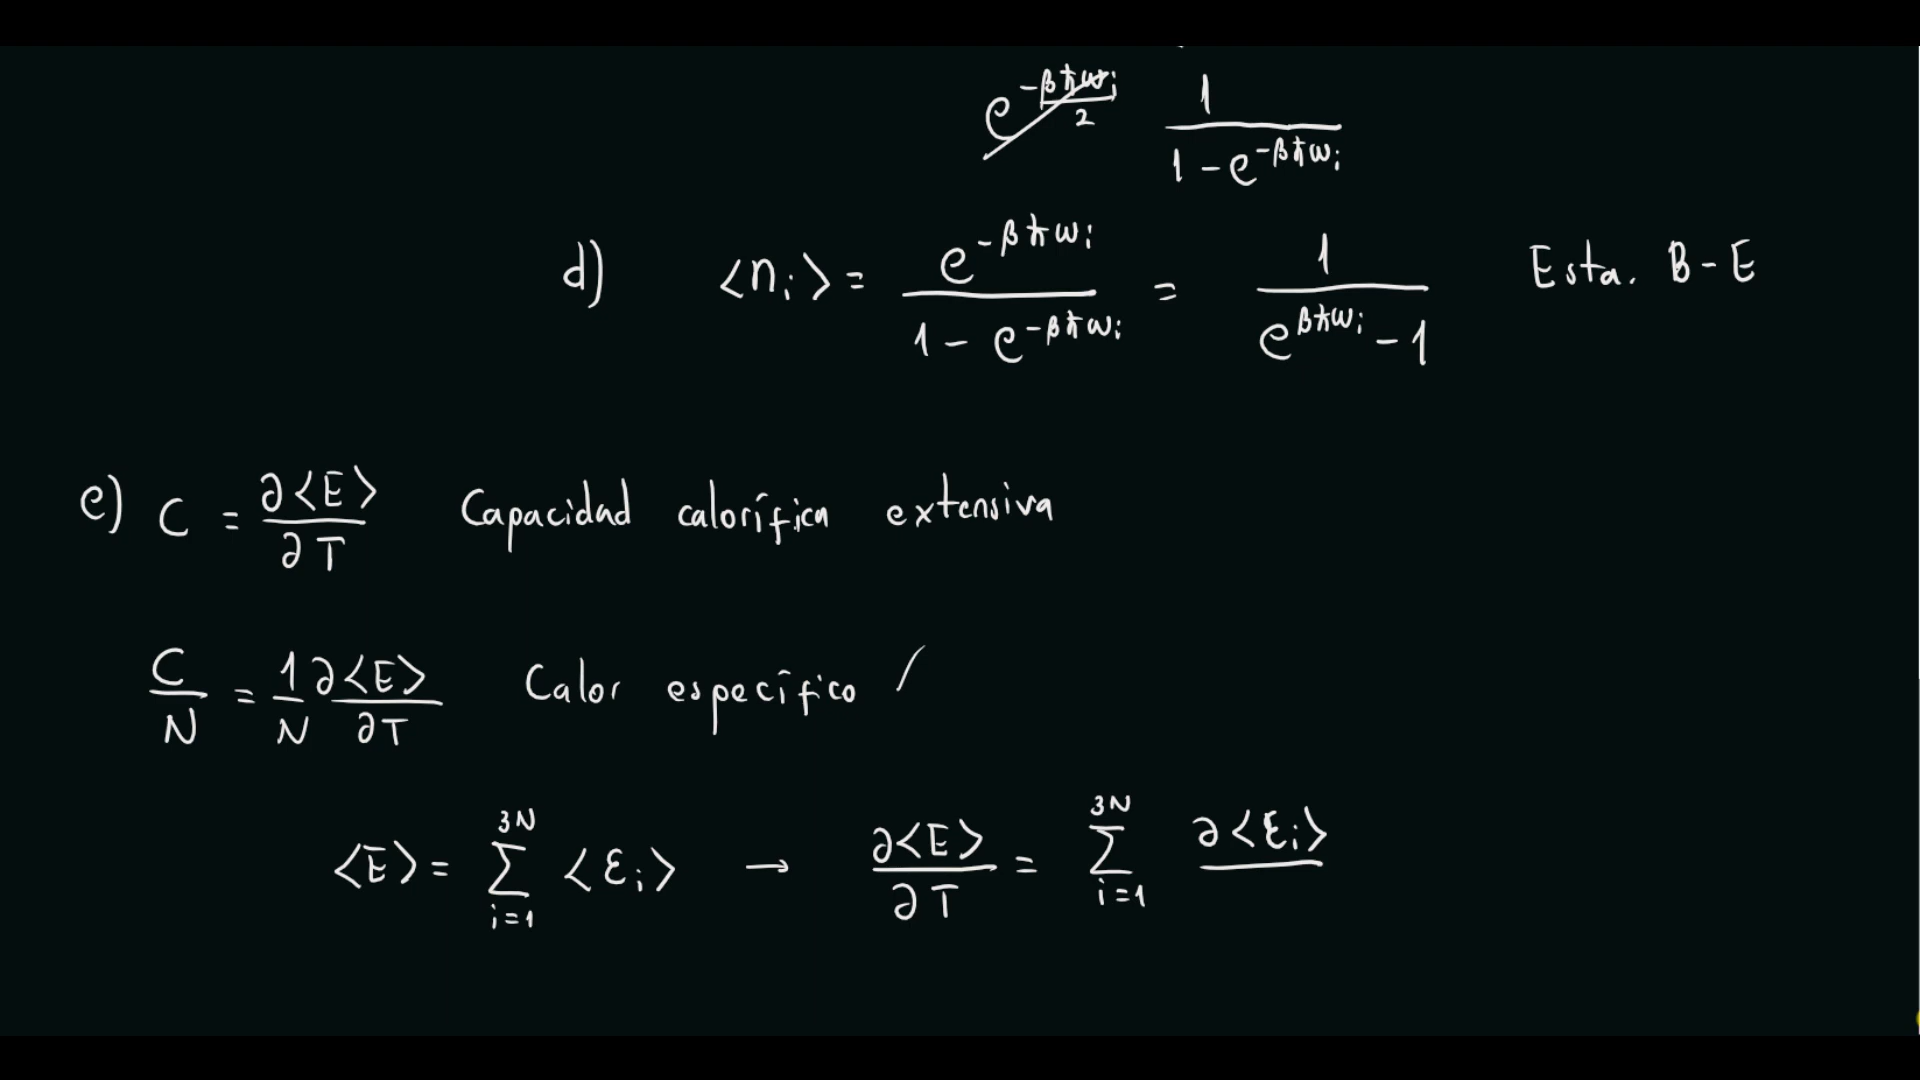 e^{-βħω_i/2} 1/(1 - e^{-βħω_i})
d) <n_i> = e^{-βħω_i}/(1 - e^{-βħω_i}) = 1/(e^{βħω_i} - 1) Esta. B-E
e) C = ∂<E>/∂T Capacidad calorífica extensiva
C/N = 1/N ∂<E>/∂T Calor específico /
<E> = Σ_{i=1}^{3N} <ε_i> → ∂<E>/∂T = Σ_{i=1}^{3N} ∂<ε_i>/